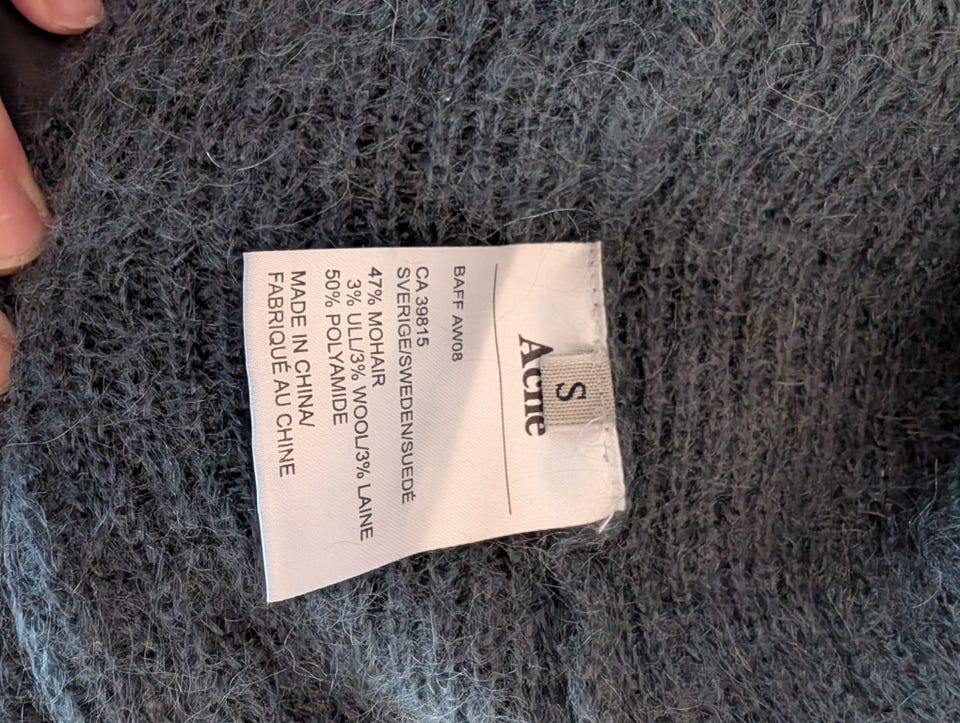 S
Acne
BAFF AW08
CA 39815
SVERIGE/SWEDEN/SUEDÉ
47% MOHAIR
3% ULL/3% WOOL/3% LAINE
50% POLYAMIDE
MADE IN CHINA/
FABRIQUÉ AU CHINE